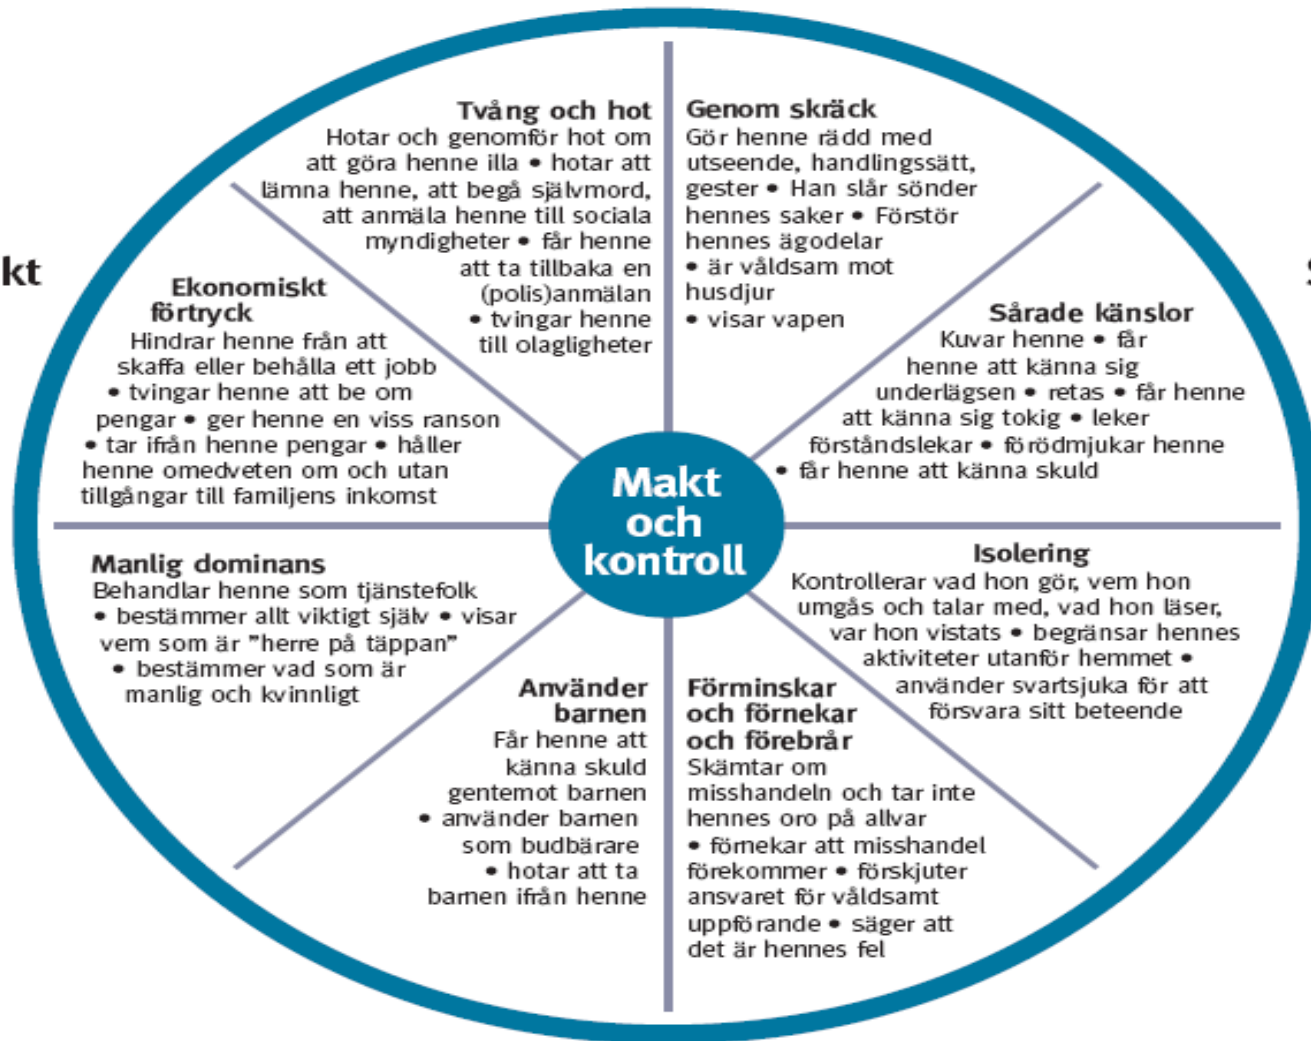 Tvång och hot
Hotar och genomför hot om
att göra henne illa • hotar att
lämna henne, att begå självmord,
att anmäla henne till sociala
myndigheter • får henne
att ta tillbaka en
(polis)anmälan
• tvingar henne
till olagligheter
Genom skräck
Gör henne rädd med
utseende, handlingssätt,
gester • Han slår sönder
hennes saker • Förstör
hennes ägodelar
• är våldsam mot
husdjur
• visar vapen
kt
Ekonomiskt
förtryck
Hindrar henne från att
skaffa eller behålla ett jobb
• tvingar henne att be om
pengar • ger henne en viss ranson
• tar ifrån henne pengar • håller
henne omedveten om och utan
tillgångar till familjens inkomst
Sårade känslor
Kuvar henne • får
henne att känna sig
underlägsen • retas • får henne
att känna sig tokig • leker
förståndslekar • förödmjukar henne
• får henne att känna skuld
Makt
och
kontroll
Manlig dominans
Behandlar henne som tjänstefolk
• bestämmer allt viktigt själv • visar
vem som är ”herre på täppan”
• bestämmer vad som är
manlig och kvinnligt
Isolering
Kontrollerar vad hon gör, vem hon
umgås och talar med, vad hon läser,
var hon vistats • begränsar hennes
aktiviteter utanför hemmet •
använder svartsjuka för att
försvara sitt beteende
Använder
barnen
Får henne att
känna skuld
gentemot barnen
• använder barnen
som budbärare
• hotar att ta
barnen ifrån henne
Förminskar
och förnekar
och förebrår
Skämtar om
misshandeln och tar inte
hennes oro på allvar
• förnekar att misshandel
förekommer • förskjuter
ansvaret för våldsamt
uppförande • säger att
det är hennes fel